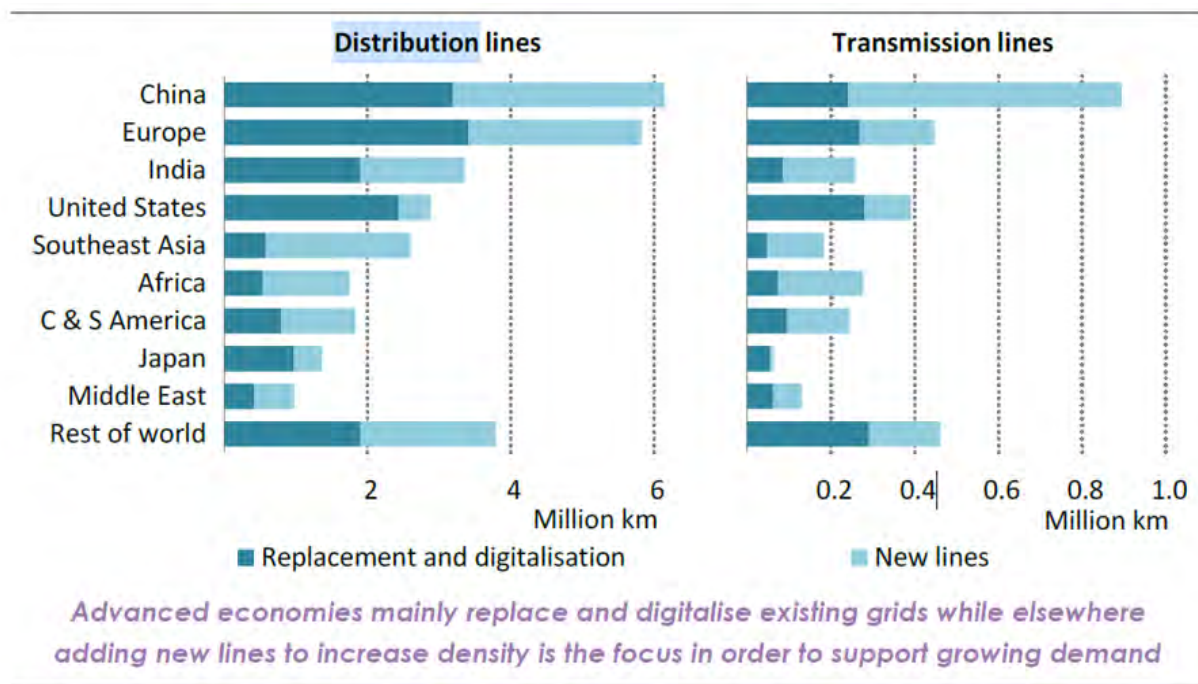 Distribution lines
Transmission lines
China
Europe
India
United States
Southeast Asia
Africa
C & S America
Japan
Middle East
Rest of world
2 4 6
Million km
0.2 0.4 0.6 0.8 1.0
Million km
Replacement and digitalisation
New lines
Advanced economies mainly replace and digitalise existing grids while elsewhere
adding new lines to increase density is the focus in order to support growing demand